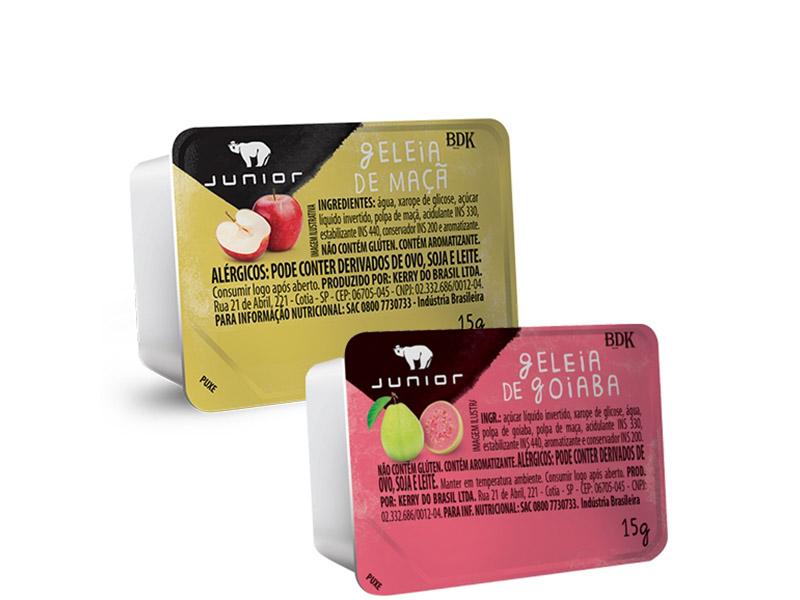 JUNIOR
BDK
gELEiA
DE MAÇÃ
IMAGEM ILUSTRATIVA
INGREDIENTES: água, xarope de glicose, açúcar
líquido invertido, polpa de maçã, acidulante INS 330,
estabilizante INS 440, conservador INS 200 e aromatizante.
NÃO CONTÉM GLÚTEN. CONTÉM AROMATIZANTE.
ALÉRGICOS: PODE CONTER DERIVADOS DE OVO, SOJA E LEITE.
Consumir logo após aberto. PRODUZIDO POR: KERRY DO BRASIL LTDA.
Rua 21 de Abril, 221 - Cotia - SP - CEP: 06705-045 - CNPJ: 02.332.686/0012-04.
PARA INFORMAÇÃO NUTRICIONAL: SAC 0800 7730733 - Indústria Brasileira
15g
PUXE
JUNIOR
BDK
gELEiA
DE gOiABA
IMAGEM ILUSTRA
INGR.: açúcar líquido invertido, xarope de glicose, água,
polpa de goiaba, polpa de maçã, acidulante INS 330,
estabilizante INS 440, aromatizante e conservador INS 200.
NÃO CONTÉM GLÚTEN. CONTÉM AROMATIZANTE. ALÉRGICOS: PODE CONTER DERIVADOS DE
OVO, SOJA E LEITE. Manter em temperatura ambiente. Consumir logo após aberto. PROD.
POR: KERRY DO BRASIL LTDA. Rua 21 de Abril, 221 - Cotia - SP - CEP: 06705-045 - CNPJ:
02.332.686/0012-04. PARA INF. NUTRICIONAL: SAC 0800 7730733. Indústria Brasileira
15g
PUXE